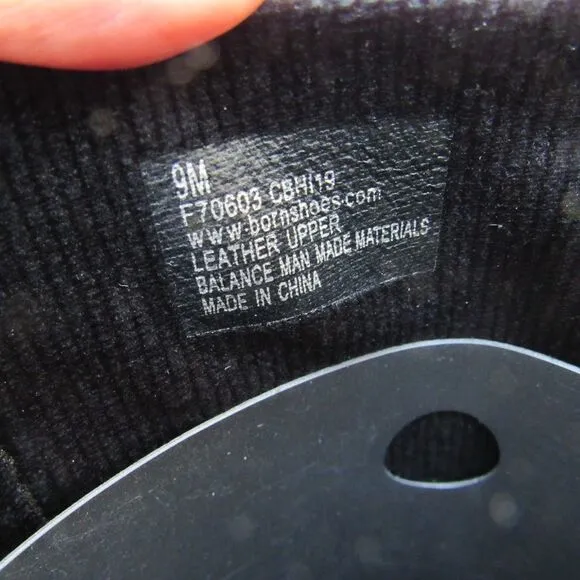 9M
F70603 CBHI19
www.bornshoes.com
LEATHER UPPER
BALANCE MAN MADE MATERIALS
MADE IN CHINA